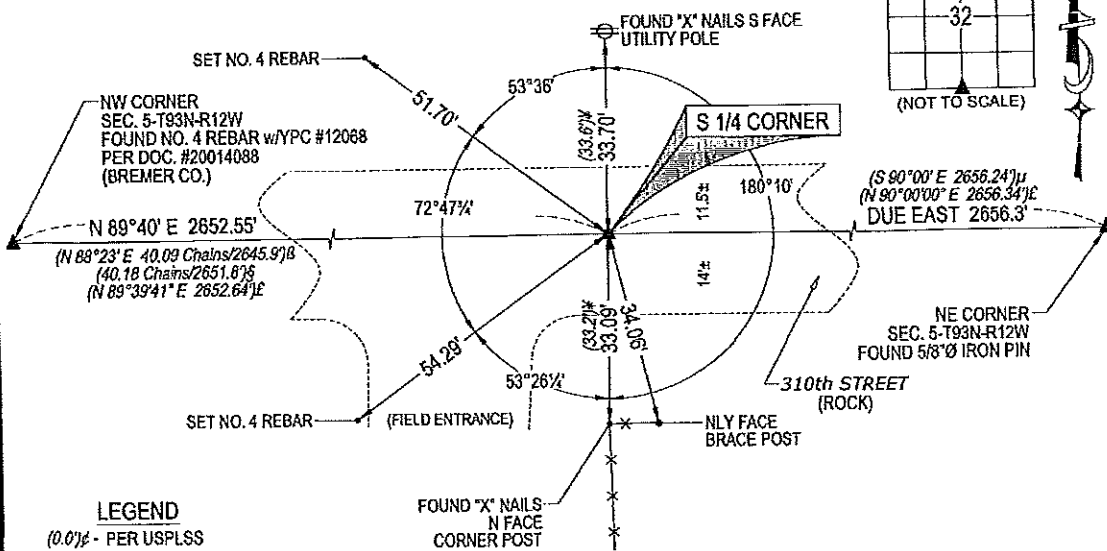 FOUND "X" NAILS S FACE
UTILITY POLE
32
(NOT TO SCALE)
SET NO. 4 REBAR
53°36'
51.70'
NW CORNER
SEC. 5-T93N-R12W
FOUND NO. 4 REBAR w/YPC #12068
PER DOC. #20014088
(BREMER CO.)
(33.6')¥
33.70'
S 1/4 CORNER
180°10'
11.5'±
(S 90°00' E 2656.24')µ
(N 90°00'00" E 2656.34')£
DUE EAST 2656.3'
72°47¾'
N 89°40' E 2652.55'
(N 88°23' E 40.09 Chains/2645.9')ß
(40.18 Chains/2651.8')§
(N 89°39'41" E 2652.64')£
14'±
(33.2')¥
33.09'
34.06'
54.29'
53°26¼'
NE CORNER
SEC. 5-T93N-R12W
FOUND 5/8"Ø IRON PIN
310th STREET
(ROCK)
SET NO. 4 REBAR
(FIELD ENTRANCE)
NLY FACE
BRACE POST
FOUND "X" NAILS
N FACE
CORNER POST
LEGEND
(0.0') - PER USPLSS